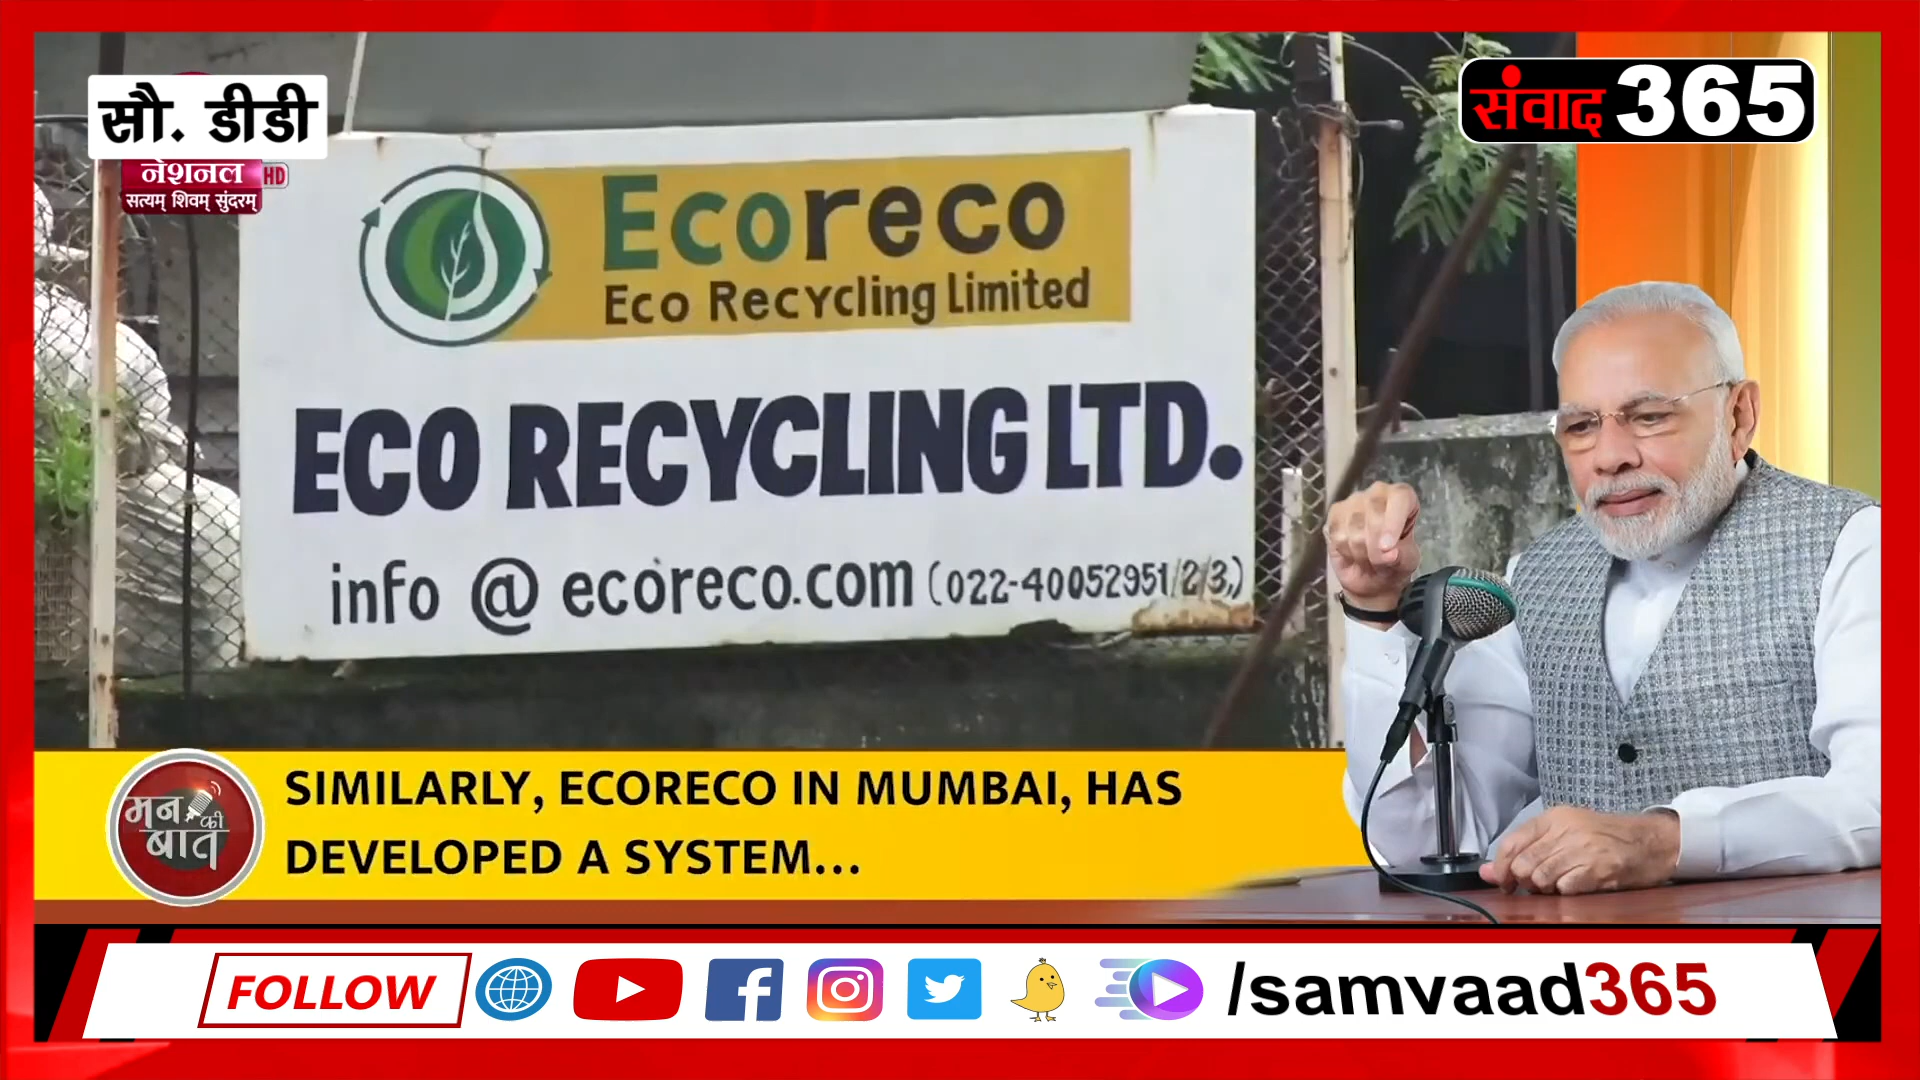 सौ. डीडी
नेशनल HD
सत्यम् शिवम् सुंदरम्
संवाद 365
Ecoreco
Eco Recycling Limited
ECO RECYCLING LTD.
info @ ecoreco.com (022-40052951/2/3,)
मन की बात
SIMILARLY, ECORECO IN MUMBAI, HAS
DEVELOPED A SYSTEM...
FOLLOW /samvaad365